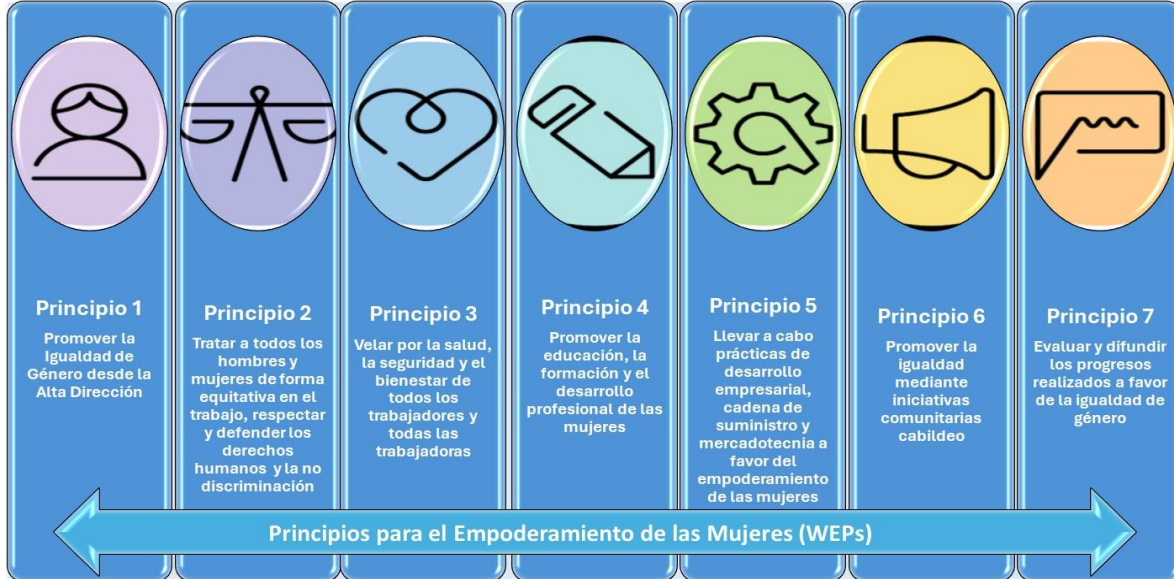 Principio 1
Promover la
Igualdad de
Género desde la
Alta Dirección
Principio 2
Tratar a todos los
hombres y
mujeres de forma
equitativa en el
trabajo, respectar
y defender los
derechos
humanos y la no
discriminación
Principio 3
Velar por la salud,
la seguridad y el
bienestar de
todos los
trabajadores y
todas las
trabajadoras
Principio 4
Promover la
educación, la
formación y el
desarrollo
profesional de las
mujeres
Principio 5
Llevar a cabo
prácticas de
desarrollo
empresarial,
cadena de
suministro y
mercadotecnia a
favor del
empoderamiento
de las mujeres
Principio 6
Promover la
igualdad
mediante
iniciativas
comunitarias
cabildeo
Principio 7
Evaluar y difundir
los progresos
realizados a favor
de la igualdad de
género
Principios para el Empoderamiento de las Mujeres (WEPs)